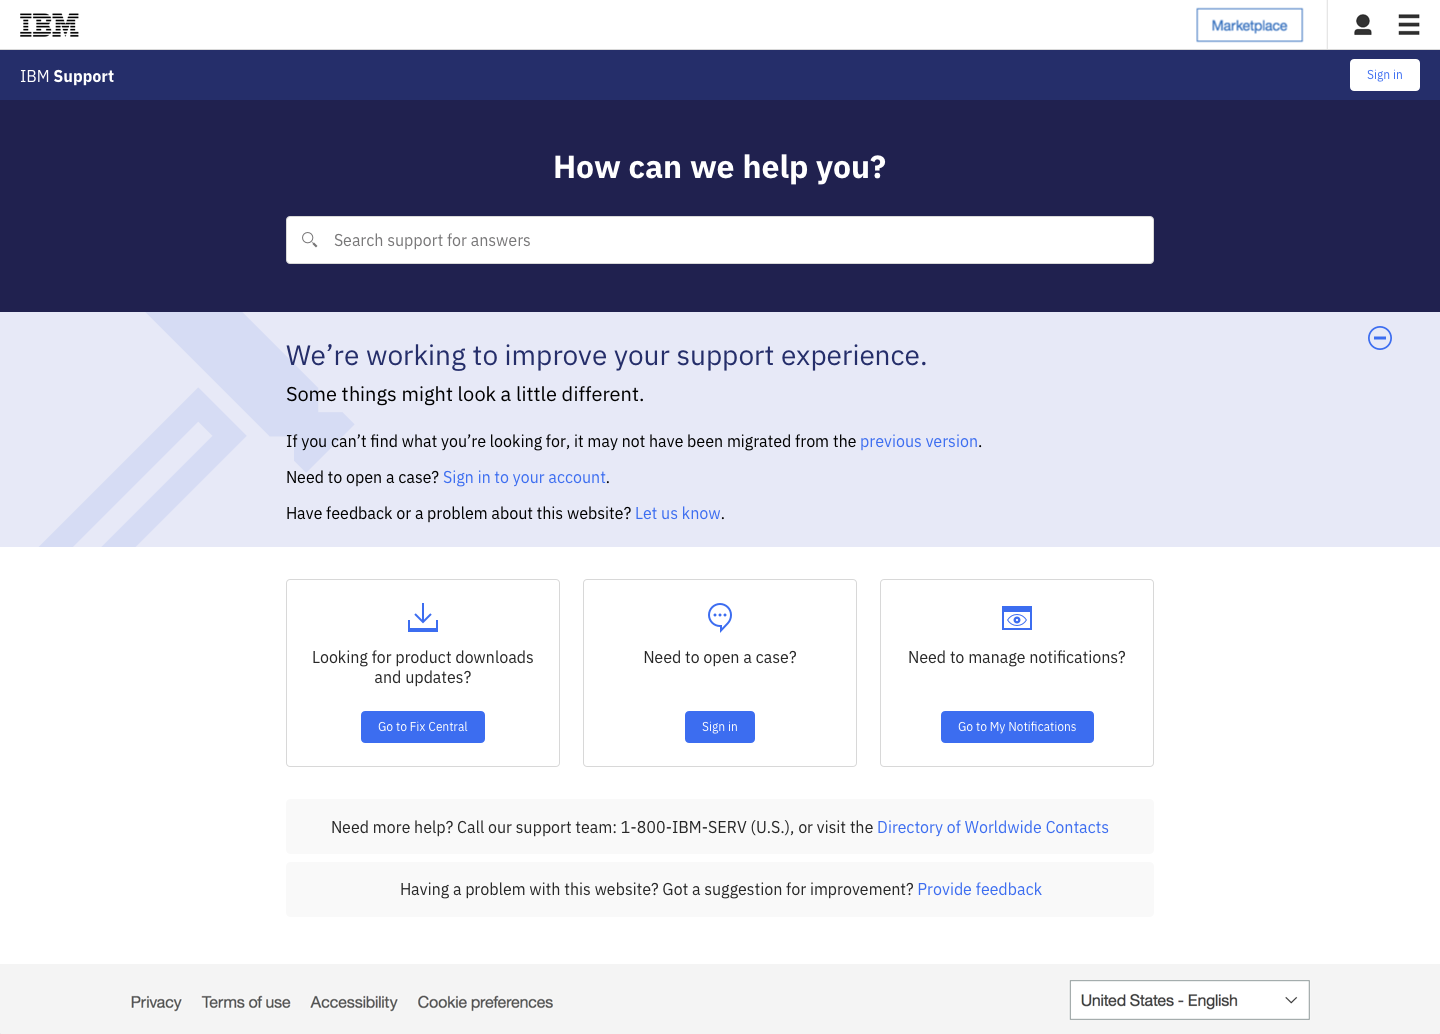 IBM
Marketplace
IBM Support
Sign in
How can we help you?
Search support for answers
We’re working to improve your support experience.
Some things might look a little different.
If you can’t find what you’re looking for, it may not have been migrated from the previous version.
Need to open a case? Sign in to your account.
Have feedback or a problem about this website? Let us know.
Looking for product downloads
and updates?
Go to Fix Central
Need to open a case?
Sign in
Need to manage notifications?
Go to My Notifications
Need more help? Call our support team: 1-800-IBM-SERV (U.S.), or visit the Directory of Worldwide Contacts
Having a problem with this website? Got a suggestion for improvement? Provide feedback
Privacy Terms of use Accessibility Cookie preferences
United States - English